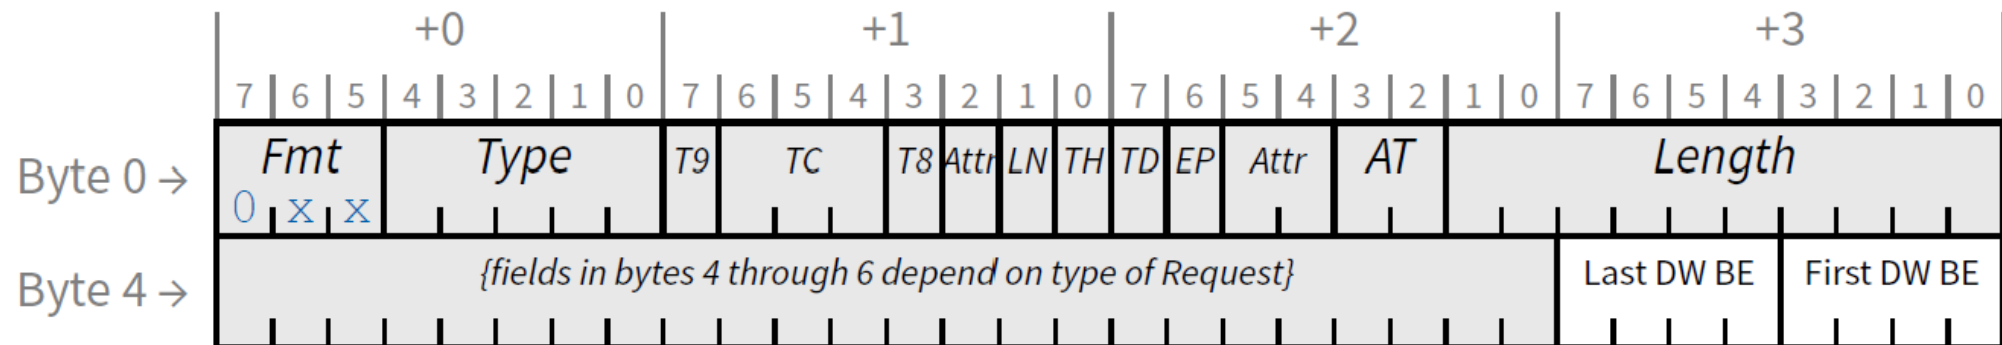 +0 +1 +2 +3
7 6 5 4 3 2 1 0 7 6 5 4 3 2 1 0 7 6 5 4 3 2 1 0 7 6 5 4 3 2 1 0
Byte 0 → Fmt Type T9 TC T8 Attr LN TH TD EP Attr AT Length
0 x x
Byte 4 → {fields in bytes 4 through 6 depend on type of Request} Last DW BE First DW BE